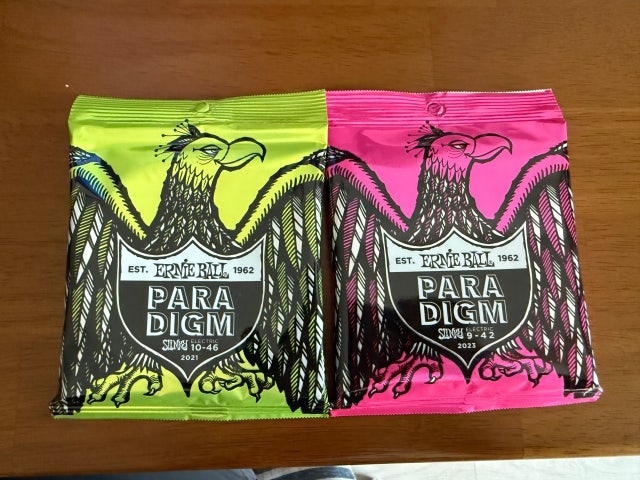 EST. ERNIE BALL 1962
PARA
DIGM
SLINKY ELECTRIC
10-46
2021
EST. ERNIE BALL 1962
PARA
DIGM
SLINKY ELECTRIC
9-42
2023